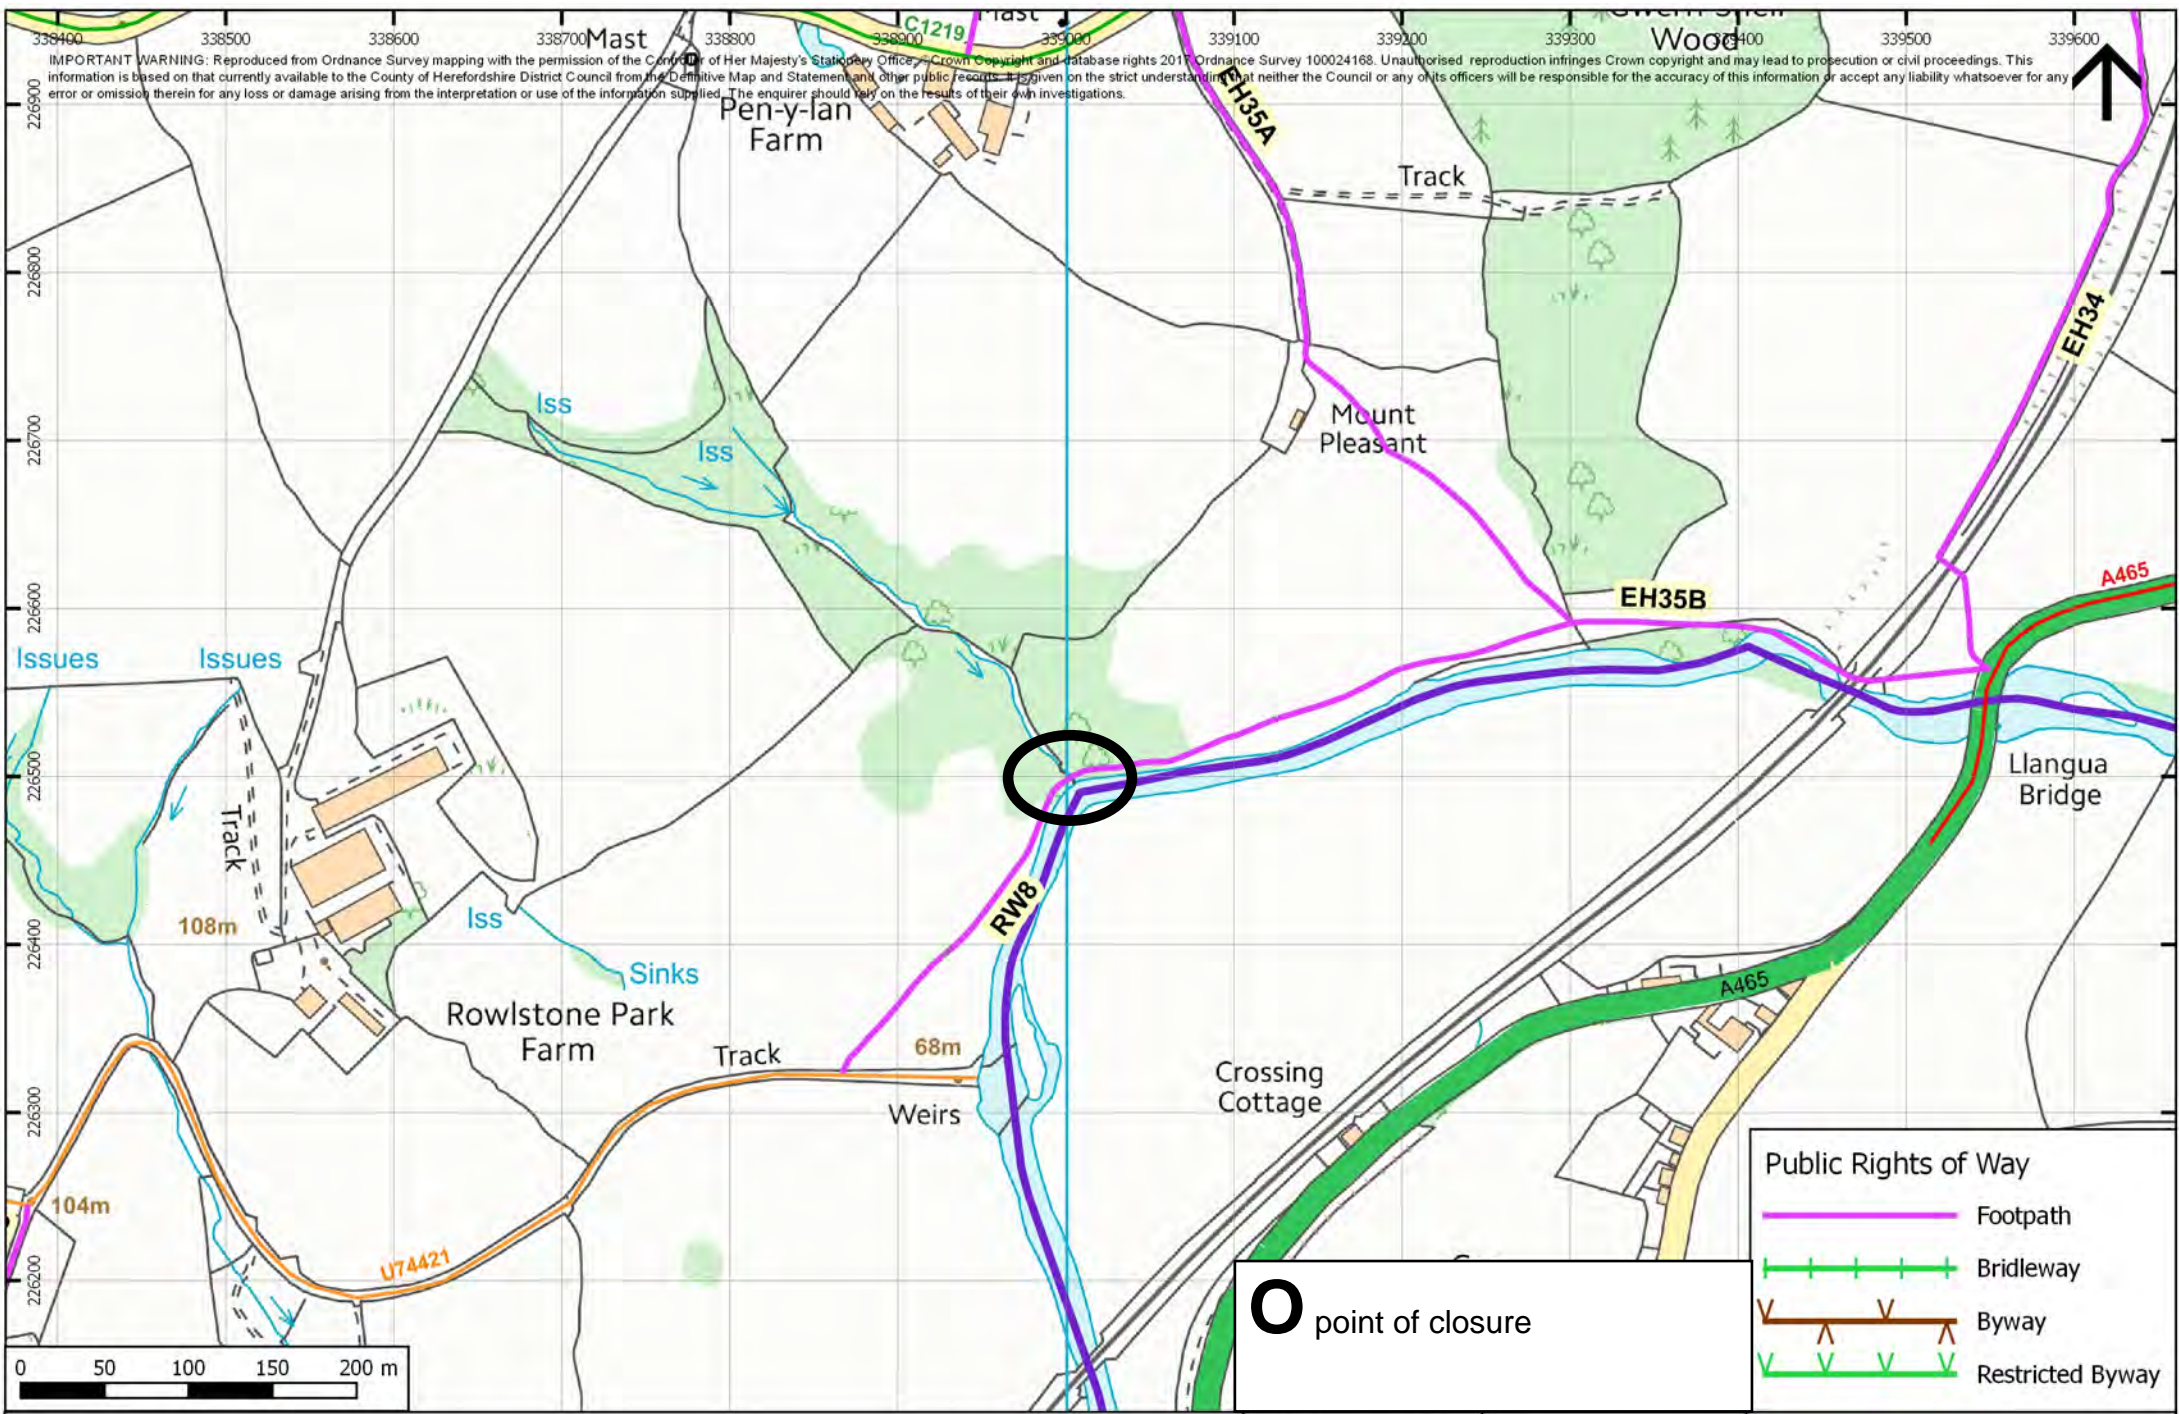 Mast
Gwern Snell
Wood
338400
338500
338600
338700
Mast
338800
338900
C1219
339000
339100
339200
339300
339400
339500
339600
IMPORTANT WARNING: Reproduced from Ordnance Survey mapping with the permission of the Controller of Her Majesty's Stationery Office, - Crown Copyright and database rights 2017 Ordnance Survey 100024168. Unauthorised reproduction infringes Crown copyright and may lead to prosecution or civil proceedings. This
information is based on that currently available to the County of Herefordshire District Council from the Definitive Map and Statement and other public records. It is given on the strict understanding that neither the Council or any of its officers will be responsible for the accuracy of this information or accept any liability whatsoever for any
error or omission therein for any loss or damage arising from the interpretation or use of the information supplied. The enquirer should rely on the results of their own investigations.
226900
Pen-y-lan
Farm
EH35A
Track
226800
EH34
Iss
Mount
Pleasant
226700
Iss
A465
226600
EH35B
Issues
Issues
226500
Llangua
Bridge
Track
RW8
108m
Iss
226400
Sinks
A465
Rowlstone Park
Farm
Track
68m
Crossing
Cottage
Weirs
226300
104m
U74421
226200
Public Rights of Way
Footpath
Bridleway
Byway
Restricted Byway
O point of closure
0 50 100 150 200 m